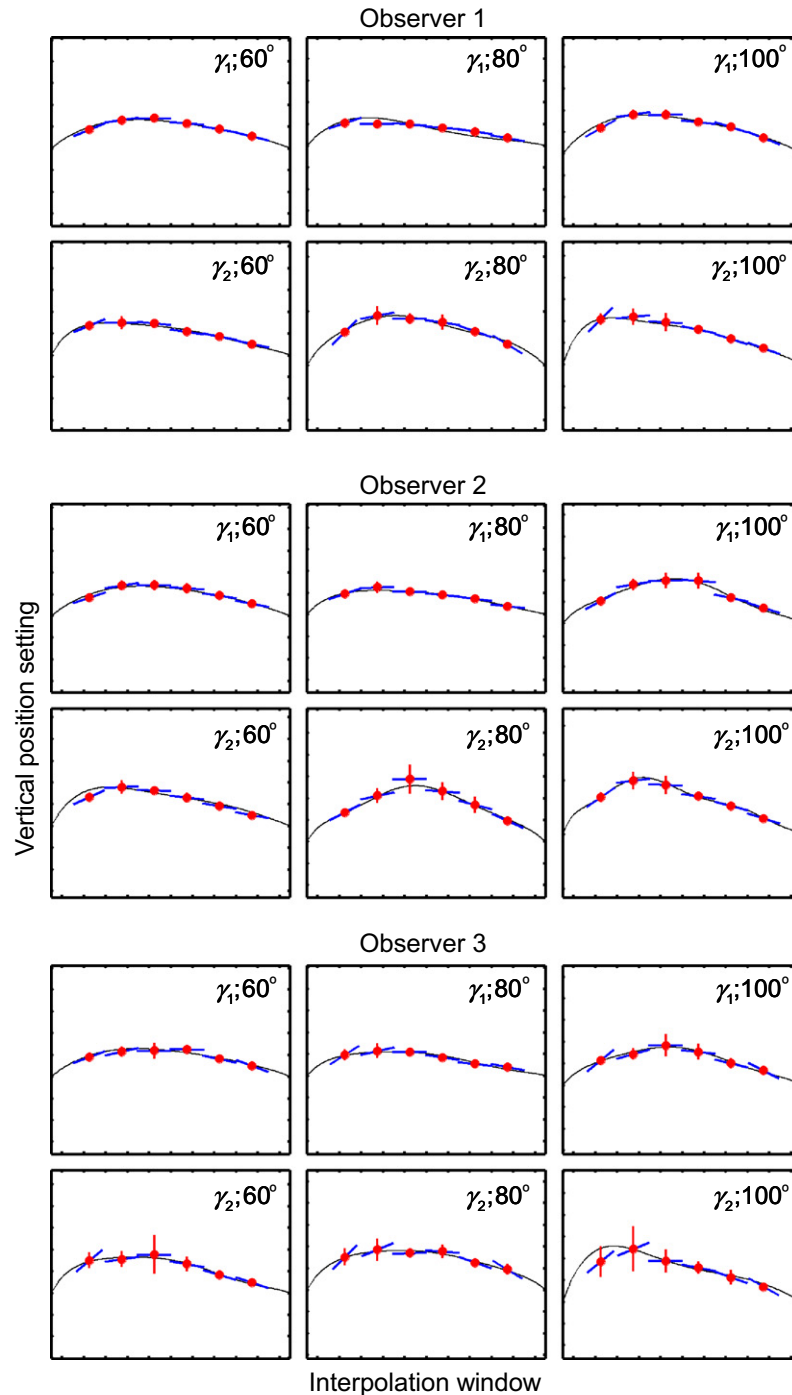 Observer 1
γ₁;60° γ₁;80° γ₁;100°
γ₂;60° γ₂;80° γ₂;100°
Observer 2
γ₁;60° γ₁;80° γ₁;100°
Vertical position setting
γ₂;60° γ₂;80° γ₂;100°
Observer 3
γ₁;60° γ₁;80° γ₁;100°
γ₂;60° γ₂;80° γ₂;100°
Interpolation window